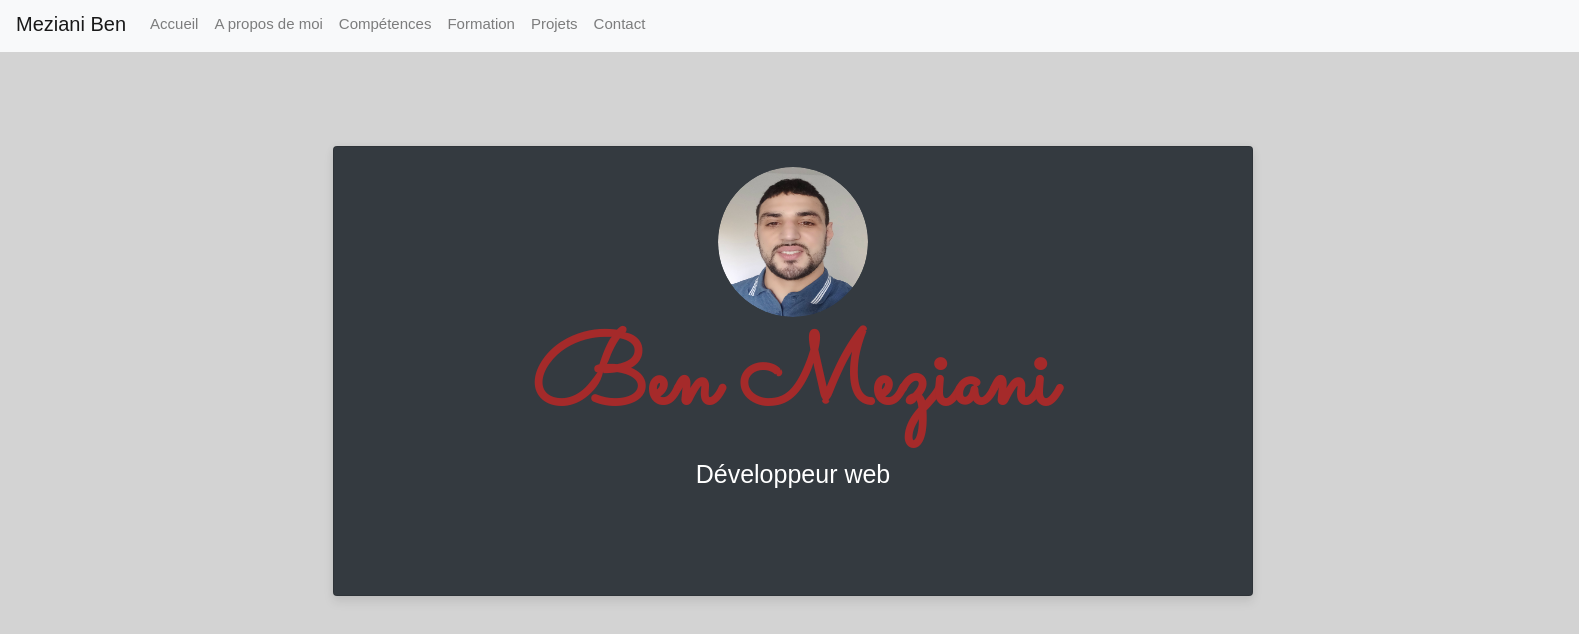 Meziani Ben Accueil A propos de moi Compétences Formation Projets Contact
Ben Meziani
Développeur web